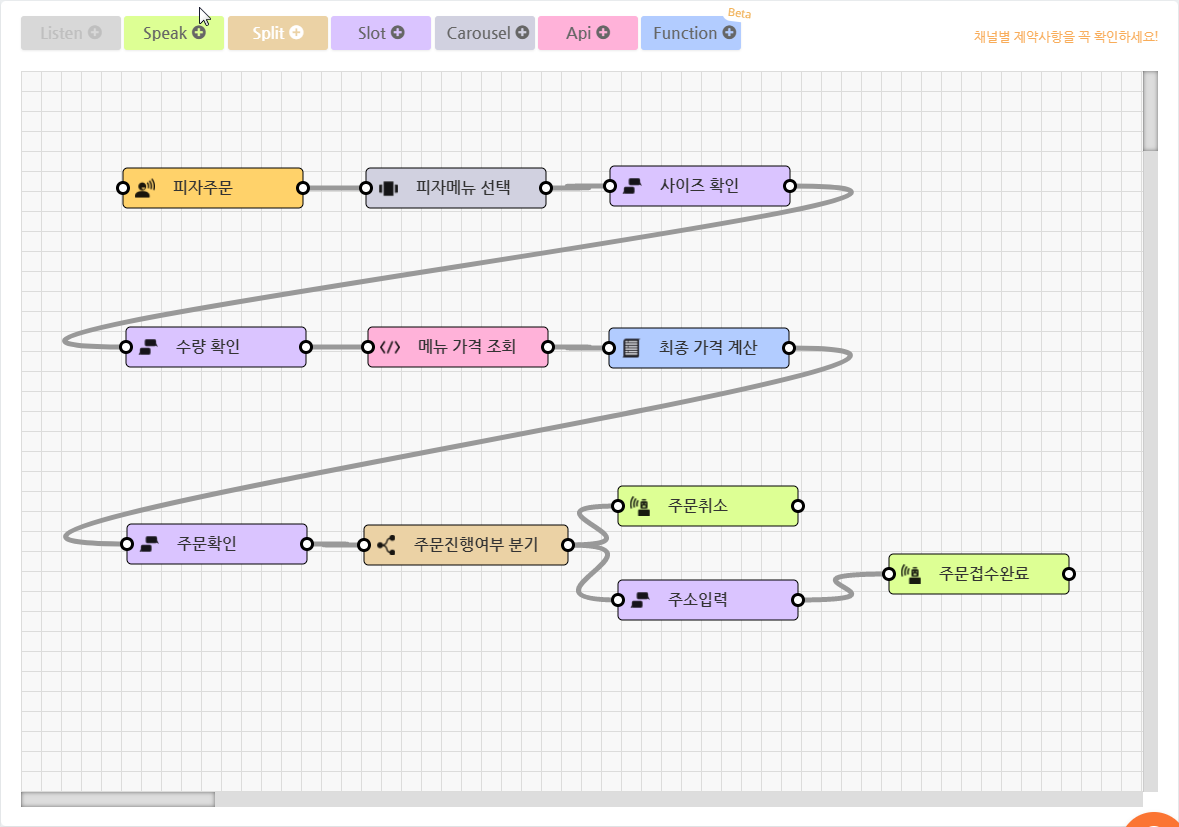 Beta
Listen
Speak
Split
Slot
Carousel
Api
Function
채널별 제약사항을 꼭 확인하세요!
피자주문
피자메뉴 선택
사이즈 확인
수량 확인
메뉴 가격 조회
최종 가격 계산
주문확인
주문진행여부 분기
주문취소
주소입력
주문접수완료